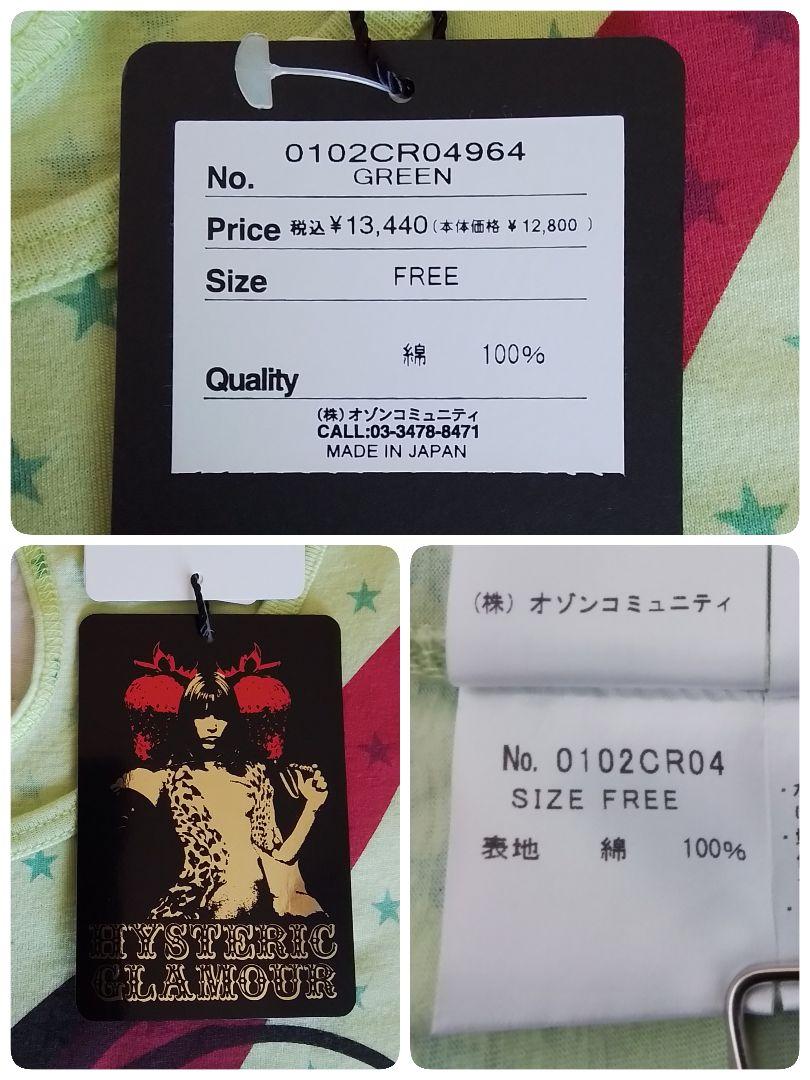 0102CR04964
No. GREEN
Price 税込¥13,440(本体価格 ¥12,800 )
Size FREE
綿 100%
Quality
(株)オゾンコミュニティ
CALL:03-3478-8471
MADE IN JAPAN
HYSTERIC
GLAMOUR
(株) オゾンコミュニティ
No. 0102CR04
SIZE FREE
表地 綿 100%